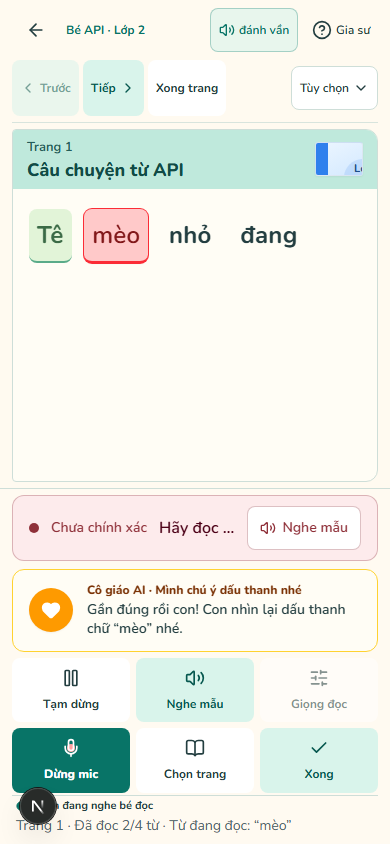 Bé API · Lớp 2
đánh vần
Gia sư
Trước
Tiếp
Xong trang
Tùy chọn
Trang 1
Câu chuyện từ API
Tê mèo nhỏ đang
Chưa chính xác Hãy đọc ... Nghe mẫu
Cô giáo AI · Mình chú ý dấu thanh nhé
Gần đúng rồi con! Con nhìn lại dấu thanh
chữ “mèo” nhé.
Tạm dừng
Nghe mẫu
Giọng đọc
Dừng mic
Chọn trang
Xong
N
đang nghe bé đọc
Trang 1 · Đã đọc 2/4 từ · Từ đang đọc: “mèo”